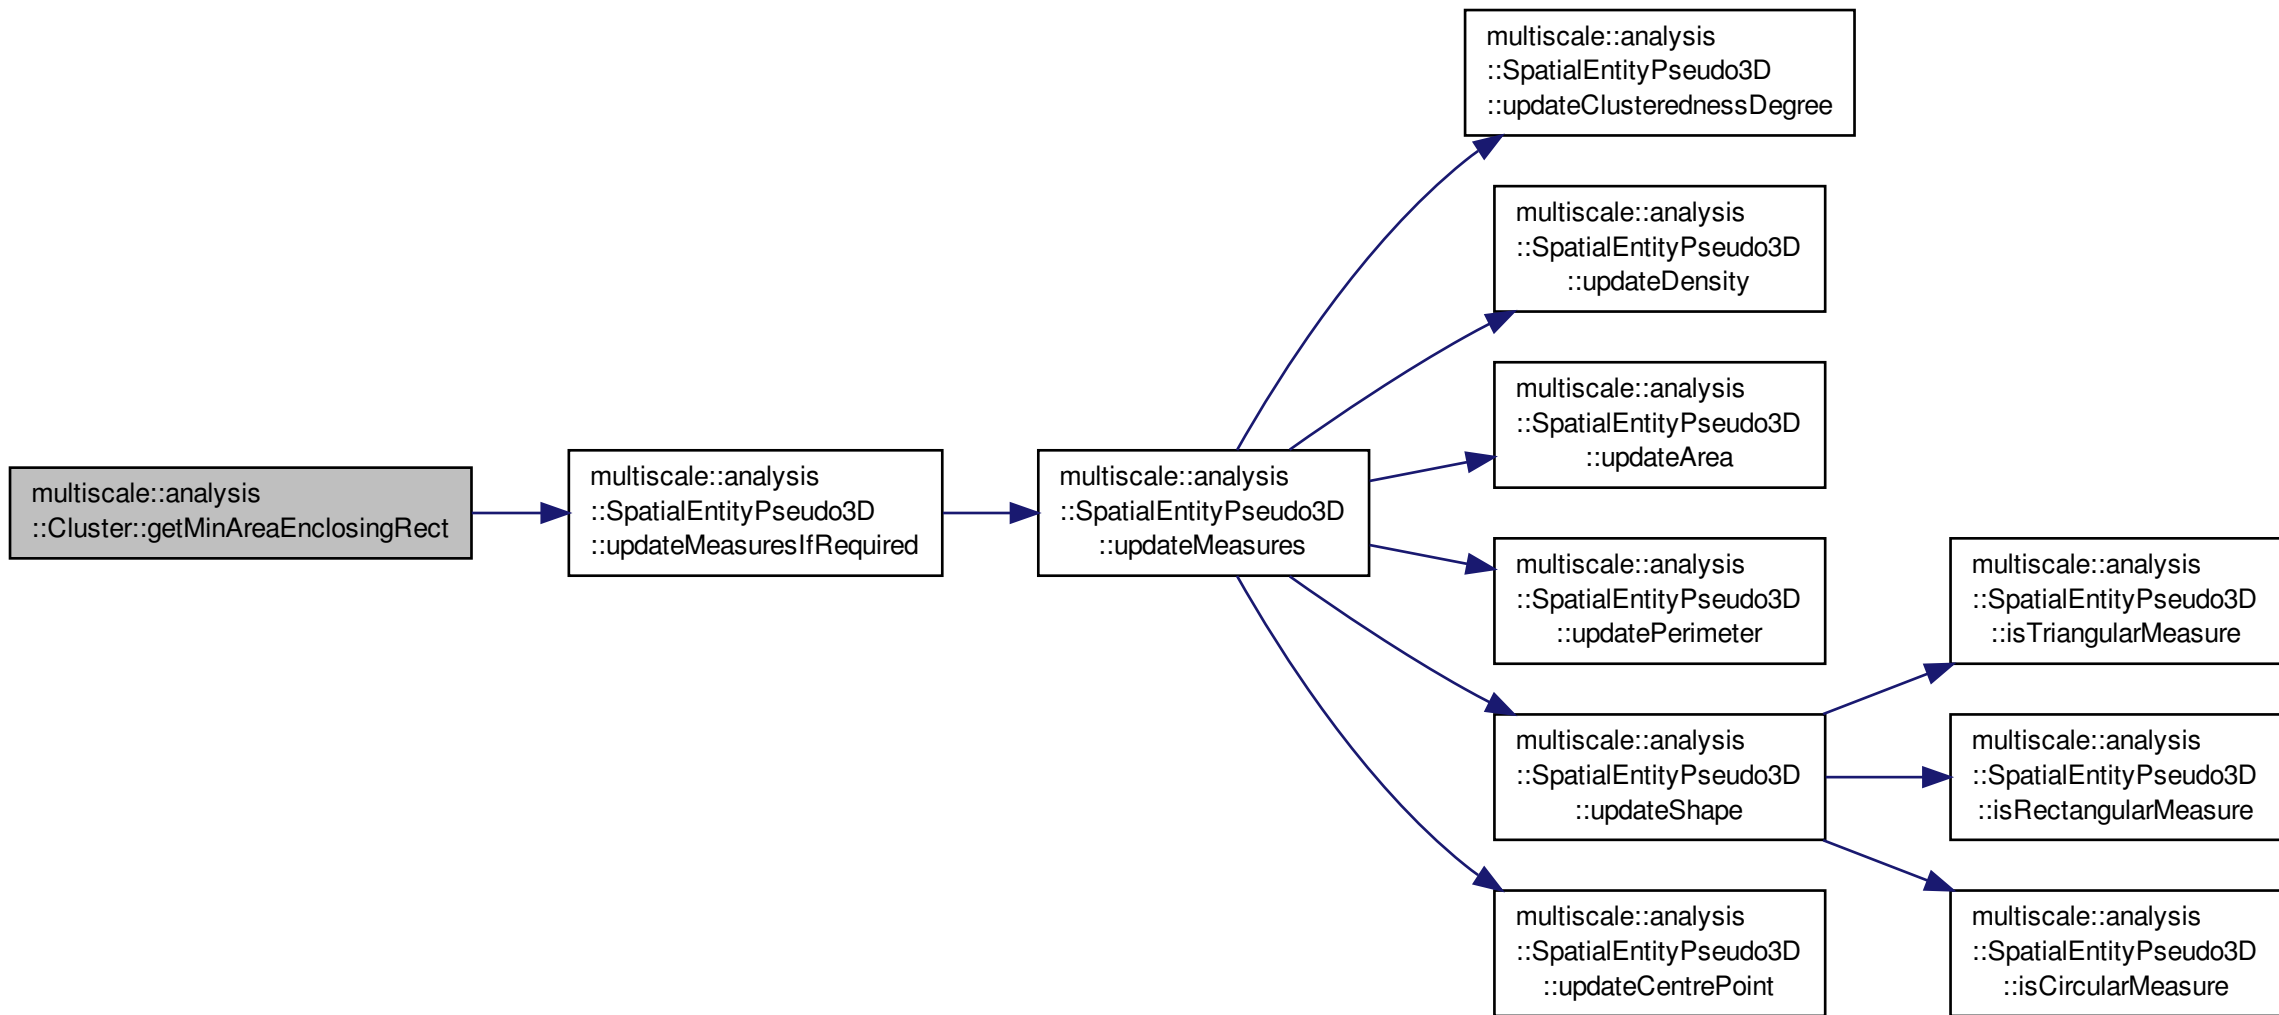 multiscale::analysis
::Cluster::getMinAreaEnclosingRect
multiscale::analysis
::SpatialEntityPseudo3D
::updateMeasuresIfRequired
multiscale::analysis
::SpatialEntityPseudo3D
::updateMeasures
multiscale::analysis
::SpatialEntityPseudo3D
::updateClusterednessDegree
multiscale::analysis
::SpatialEntityPseudo3D
::updateDensity
multiscale::analysis
::SpatialEntityPseudo3D
::updateArea
multiscale::analysis
::SpatialEntityPseudo3D
::updatePerimeter
multiscale::analysis
::SpatialEntityPseudo3D
::updateShape
multiscale::analysis
::SpatialEntityPseudo3D
::updateCentrePoint
multiscale::analysis
::SpatialEntityPseudo3D
::isTriangularMeasure
multiscale::analysis
::SpatialEntityPseudo3D
::isRectangularMeasure
multiscale::analysis
::SpatialEntityPseudo3D
::isCircularMeasure